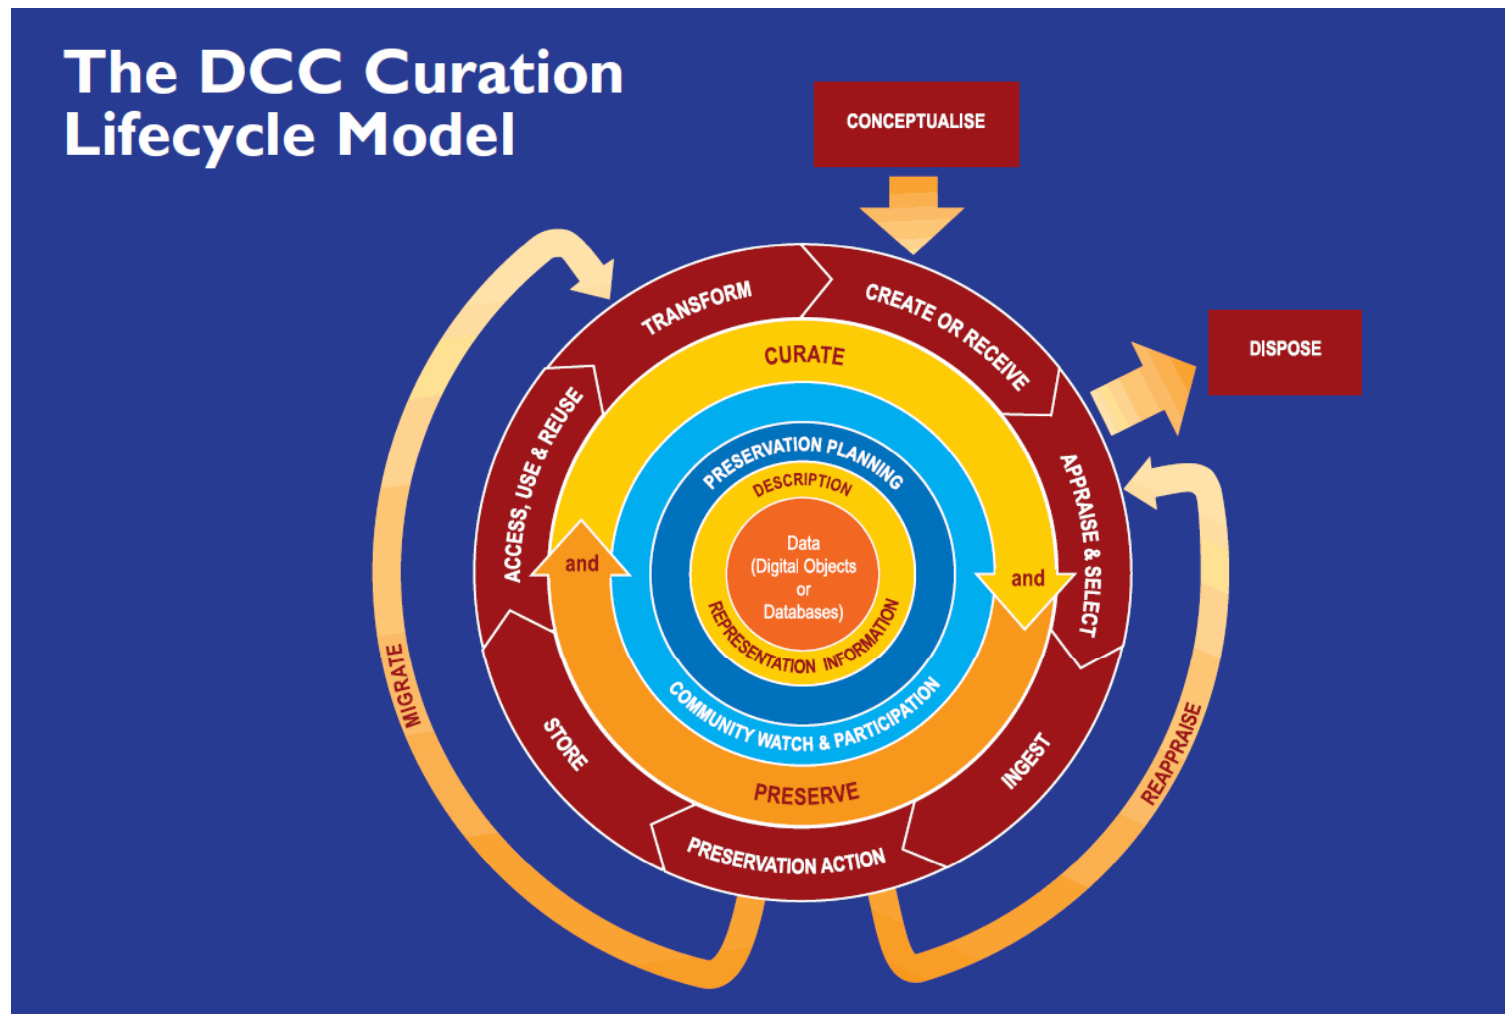 The DCC Curation
Lifecycle Model
CONCEPTUALISE
DISPOSE
TRANSFORM
CREATE OR RECEIVE
APPRAISE & SELECT
INGEST
PRESERVATION ACTION
STORE
ACCESS, USE & REUSE
MIGRATE
REAPPRAISE
CURATE
and
PRESERVE
and
COMMUNITY WATCH & PARTICIPATION
PRESERVATION PLANNING
DESCRIPTION
REPRESENTATION INFORMATION
Data
(Digital Objects
or
Databases)